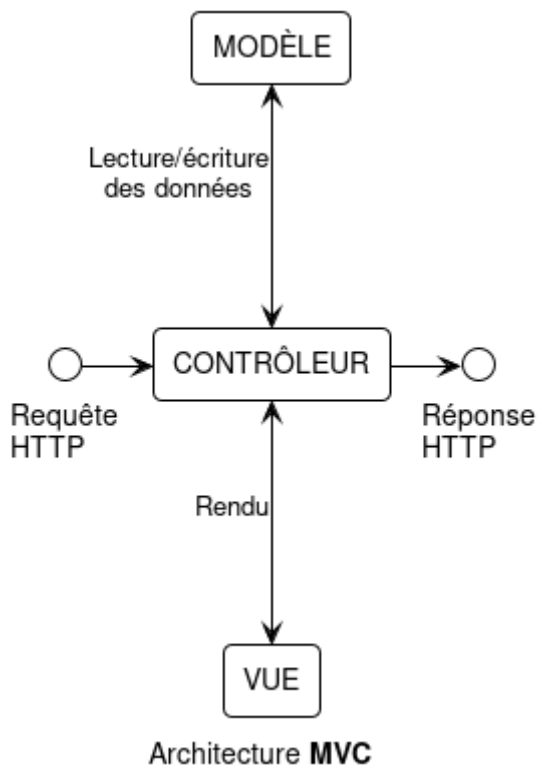 MODÈLE
Lecture/écriture
des données
CONTRÔLEUR
Requête
HTTP
Réponse
HTTP
Rendu
VUE
Architecture MVC